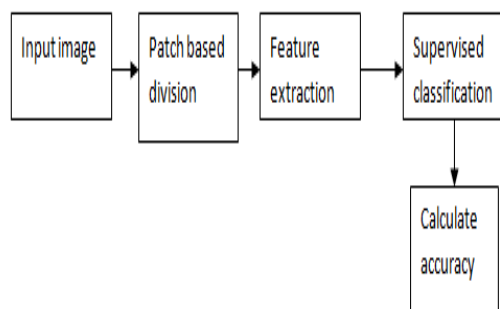 Input image
Patch based
division
Feature
extraction
Supervised
classification
Calculate
accuracy